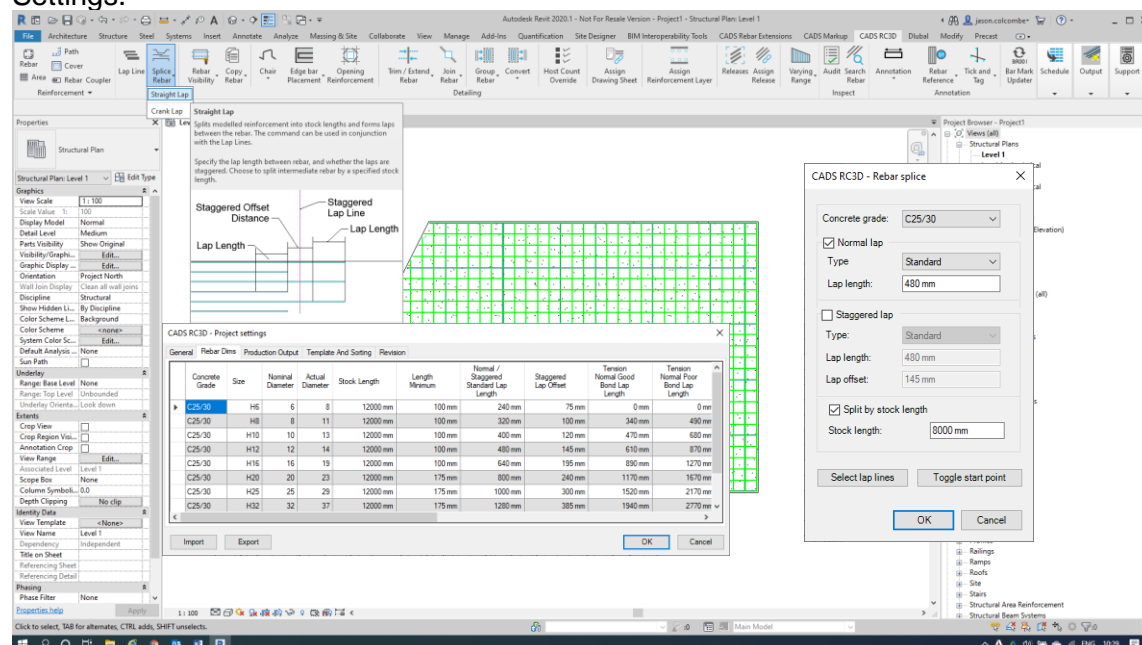 Settings.
Autodesk Revit 2020.1 - Not For Resale Version - Project1 - Structural Plan: Level 1
jason.colcombe
File Architecture Structure Steel Systems Insert Annotate Analyze Massing & Site Collaborate View Manage Add-Ins Quantification Site Designer BIM Interoperability Tools CADS Rebar Extensions CADS Markup CADS RC3D Dlubal Modify Precast
Rebar Path Cover Area Rebar Coupler
Lap Line Splice Rebar Rebar Visibility Copy Rebar Chair Edge bar Placement Opening Reinforcement Trim / Extend Rebar Join Rebar Group Rebar Convert Host Count Override Assign Drawing Sheet Assign Reinforcement Layer Releases Assign Release Varying Range Audit Search Rebar Annotation Rebar Reference Tick and Tag Bar Mark Updater Schedule Output Support
Reinforcement Straight Lap Detailing Inspect Annotation
Crank Lap
Straight Lap
Splits modelled reinforcement into stock lengths and forms laps
between the rebar. The command can be used in conjunction
with the Lap Lines.
Specify the lap length between rebar, and whether the laps are
staggered. Choose to split intermediate rebar by a specified stock
length.
Staggered Offset Distance
Staggered Lap Line
Lap Length
Lap Length
Properties
Structural Plan
Structural Plan: Level 1 Edit Type
Graphics
View Scale 1 : 100
Scale Value 1: 100
Display Model Normal
Detail Level Medium
Parts Visibility Show Original
Visibility/Graphi... Edit...
Graphic Display ... Edit...
Orientation Project North
Wall Join Display Clean all wall joins
Discipline Structural
Show Hidden Li... By Discipline
Color Scheme L... Background
Color Scheme <none>
System Color Sc... Edit...
Default Analysis ... None
Sun Path
Underlay
Range: Base Level None
Range: Top Level Unbounded
Underlay Orienta... Look down
Extents
Crop View
Crop Region Visi...
Annotation Crop
View Range Edit...
Associated Level Level 1
Scope Box None
Column Symboli... 0.0
Depth Clipping No clip
Identity Data
View Template <None>
View Name Level 1
Dependency Independent
Title on Sheet
Referencing Sheet
Referencing Detail
Phasing
Phase Filter None
Properties help Apply
CADS RC3D - Project settings
General Rebar Dims Production Output Template And Sorting Revision
Concrete Grade Size Nominal Diameter Actual Diameter Stock Length Length Minimum Normal / Staggered Standard Lap Length Staggered Lap Offset Tension Normal Good Bond Lap Length Tension Normal Poor Bond Lap Length
C25/30 H6 6 8 12000 mm 100 mm 240 mm 75 mm 0 mm 0 mm
C25/30 H8 8 11 12000 mm 100 mm 320 mm 100 mm 340 mm 490 mm
C25/30 H10 10 13 12000 mm 100 mm 400 mm 120 mm 470 mm 680 mm
C25/30 H12 12 14 12000 mm 100 mm 480 mm 145 mm 610 mm 870 mm
C25/30 H16 16 19 12000 mm 100 mm 640 mm 195 mm 890 mm 1270 mm
C25/30 H20 20 23 12000 mm 175 mm 800 mm 240 mm 1170 mm 1670 mm
C25/30 H25 25 29 12000 mm 175 mm 1000 mm 300 mm 1520 mm 2170 mm
C25/30 H32 32 37 12000 mm 175 mm 1280 mm 385 mm 1940 mm 2770 mm
Import Export OK Cancel
CADS RC3D - Rebar splice
Concrete grade: C25/30
Normal lap
Type Standard
Lap length: 480 mm
Staggered lap
Type: Standard
Lap length: 480 mm
Lap offset: 145 mm
Split by stock length
Stock length: 8000 mm
Select lap lines Toggle start point
OK Cancel
Project Browser - Project1
Views (all)
Structural Plans
Level 1
Railings
Ramps
Roofs
Site
Stairs
Structural Area Reinforcement
Structural Beam Systems
1 : 100
Click to select, TAB for alternates, CTRL adds, SHIFT unselects.
:0 Main Model :0
ENG 10:29